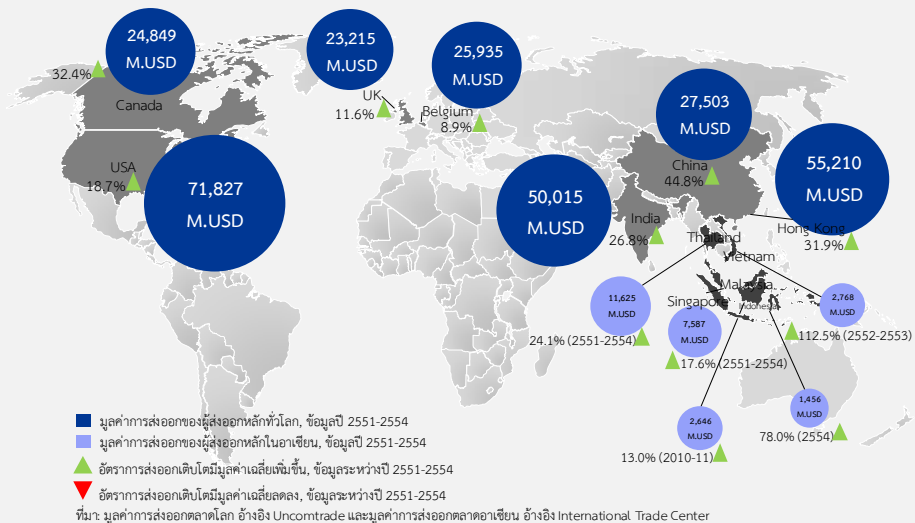 24,849
M.USD
32.4%
Canada
23,215
M.USD
UK
11.6%
25,935
M.USD
Belgium
8.9%
27,503
M.USD
China
44.8%
55,210
M.USD
Hong Kong
31.9%
USA
18.7%
71,827
M.USD
50,015
M.USD
India
26.8%
Thailand
Vietnam
Malaysia
Singapore
Indonesia
11,625
M.USD
24.1% (2551-2554)
7,587
M.USD
17.6% (2551-2554)
2,768
M.USD
112.5% (2552-2553)
2,646
M.USD
13.0% (2010-11)
1,456
M.USD
78.0% (2554)
มูลค่าการส่งออกของผู้ส่งออกหลักทั่วโลก, ข้อมูลปี 2551-2554
มูลค่าการส่งออกของผู้ส่งออกหลักในอาเซียน, ข้อมูลปี 2551-2554
อัตราการส่งออกเติบโตมีมูลค่าเฉลี่ยเพิ่มขึ้น, ข้อมูลระหว่างปี 2551-2554
อัตราการส่งออกเติบโตมีมูลค่าเฉลี่ยลดลง, ข้อมูลระหว่างปี 2551-2554
ที่มา: มูลค่าการส่งออกตลาดโลก อ้างอิง Uncomtrade และมูลค่าการส่งออกตลาดอาเซียน อ้างอิง International Trade Center